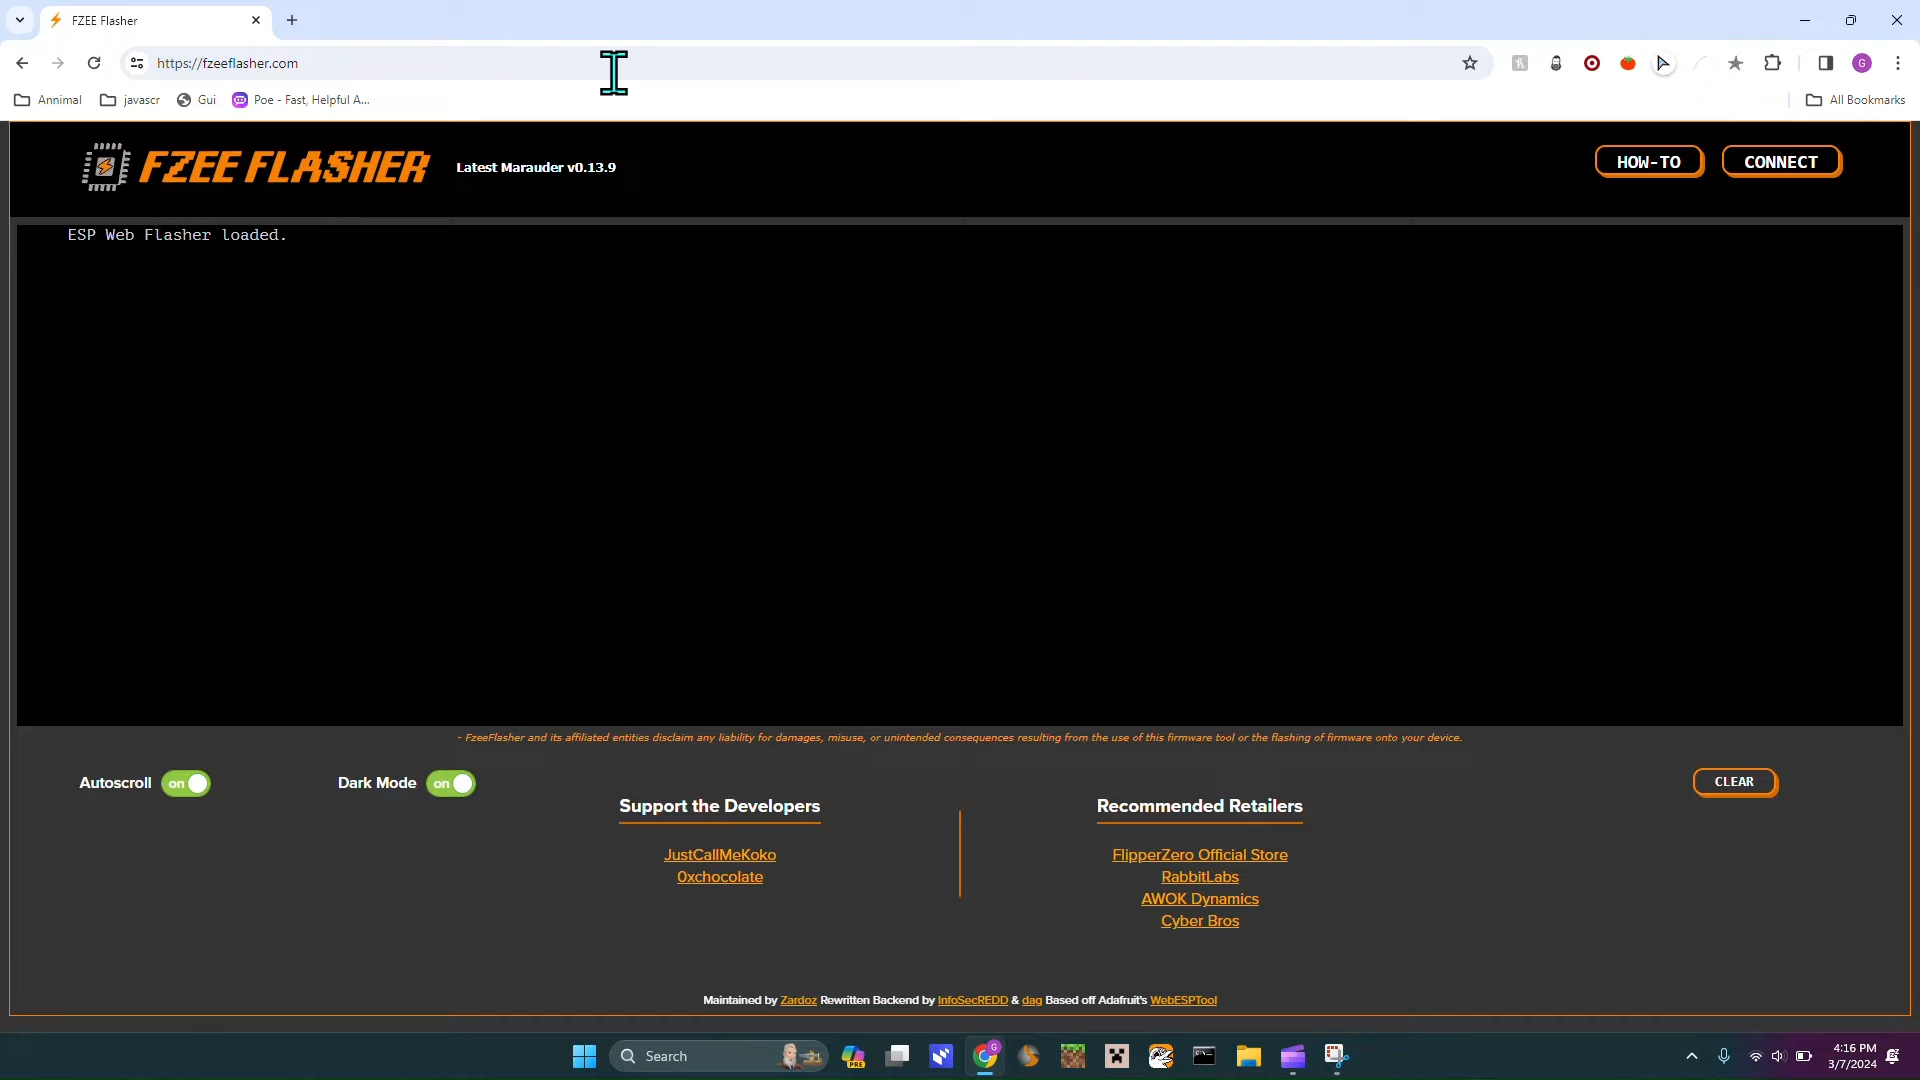 FZEE Flasher
https://fzeeflasher.com
Annimal
javascr
Gui
Poe - Fast, Helpful A...
All Bookmarks
FZEE FLASHER
Latest Marauder v0.13.9
HOW-TO
CONNECT
ESP Web Flasher loaded.
- FzeeFlasher and its affiliated entities disclaim any liability for damages, misuse, or unintended consequences resulting from the use of this firmware tool or the flashing of firmware onto your device.
Autoscroll on
Dark Mode on
CLEAR
Support the Developers
JustCallMeKoko
0xchocolate
Recommended Retailers
FlipperZero Official Store
RabbitLabs
AWOK Dynamics
Cyber Bros
Maintained by Zardoz Rewritten Backend by InfoSecREDD & dag Based off Adafruit's WebESPTool
Search
PRE
G
G
4:16 PM
3/7/2024